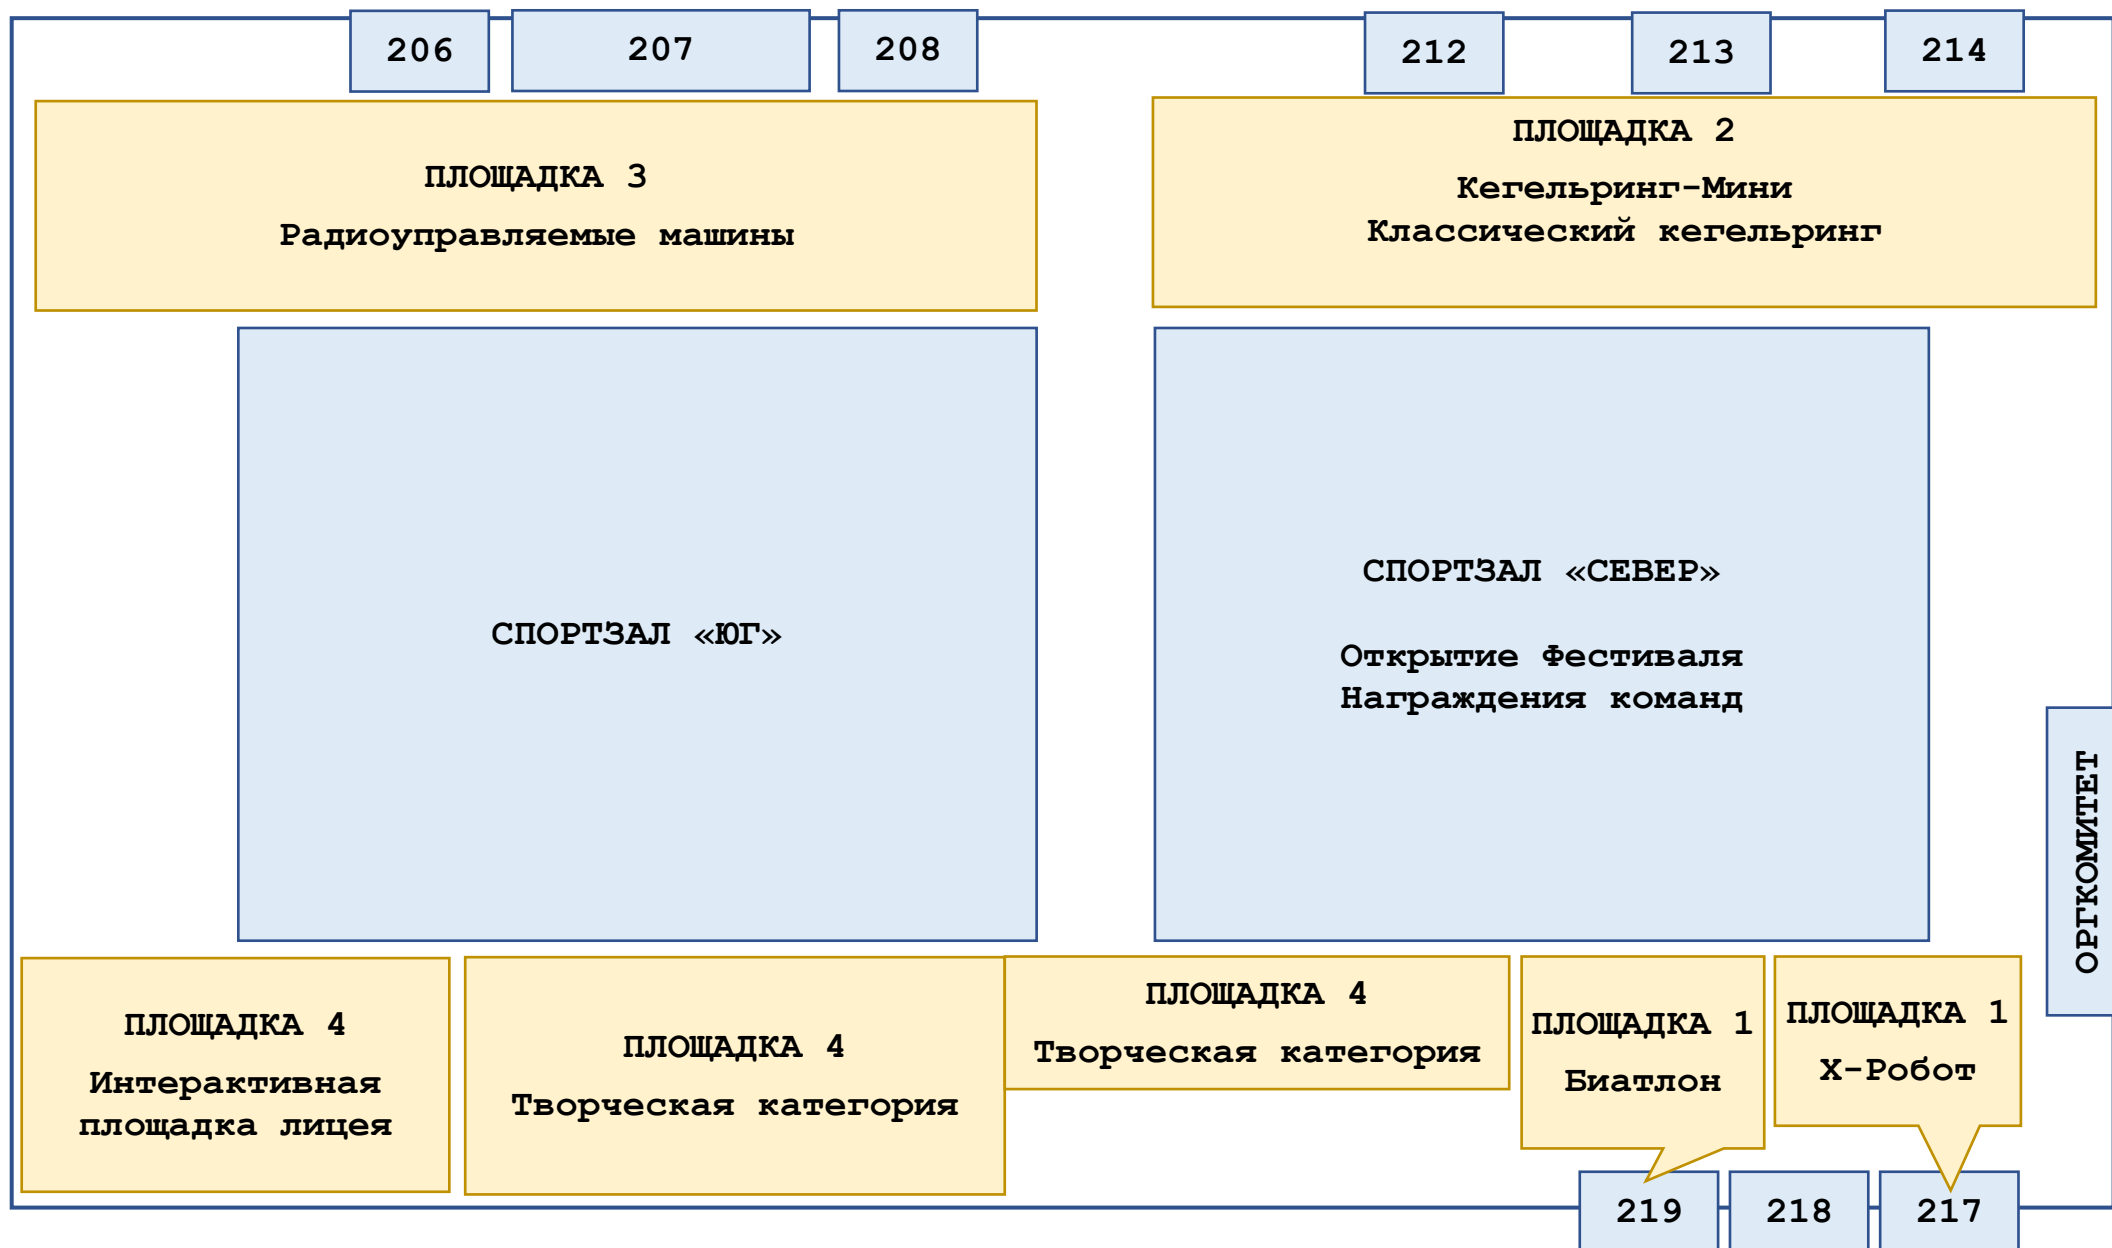 206
207
208
212
213
214
ПЛОЩАДКА 3
Радиоуправляемые машины
ПЛОЩАДКА 2
Кегельринг-Мини
Классический кегельринг
СПОРТЗАЛ «ЮГ»
СПОРТЗАЛ «СЕВЕР»
Открытие Фестиваля
Награждения команд
ОРГКОМИТЕТ
ПЛОЩАДКА 4
Интерактивная
площадка лицея
ПЛОЩАДКА 4
Творческая категория
ПЛОЩАДКА 4
Творческая категория
ПЛОЩАДКА 1
Биатлон
ПЛОЩАДКА 1
Х-Робот
219
218
217